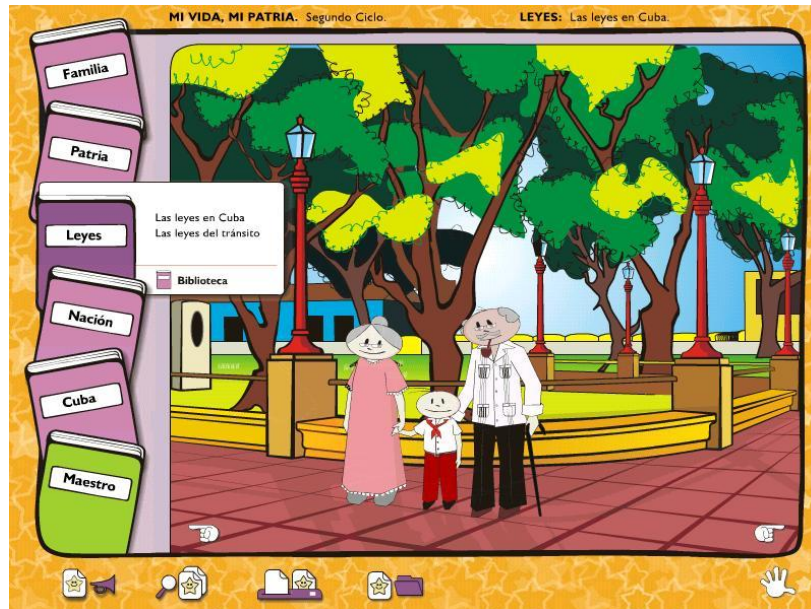 MI VIDA, MI PATRIA. Segundo Ciclo.
LEYES: Las leyes en Cuba.
Familia
Patria
Leyes
Las leyes en Cuba
Las leyes del tránsito
Biblioteca
Nación
Cuba
Maestro